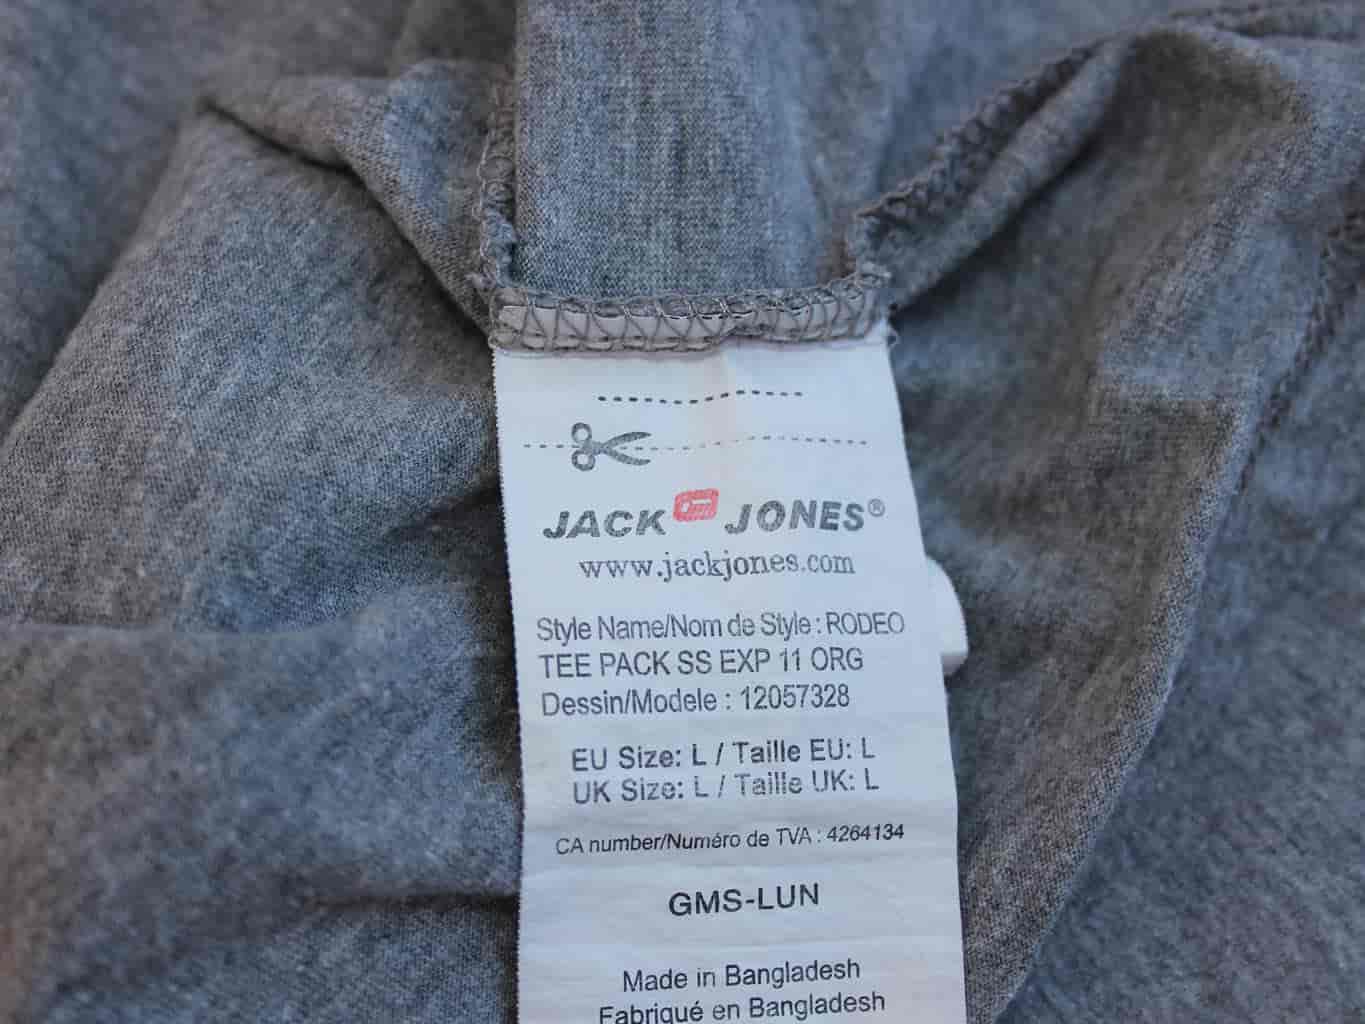 JACK JONES®
www.jackjones.com
Style Name/Nom de Style : RODEO
TEE PACK SS EXP 11 ORG
Dessin/Modele : 12057328
EU Size: L / Taille EU: L
UK Size: L / Taille UK: L
CA number/Numéro de TVA : 4264134
GMS-LUN
Made in Bangladesh
Fabriqué en Bangladesh